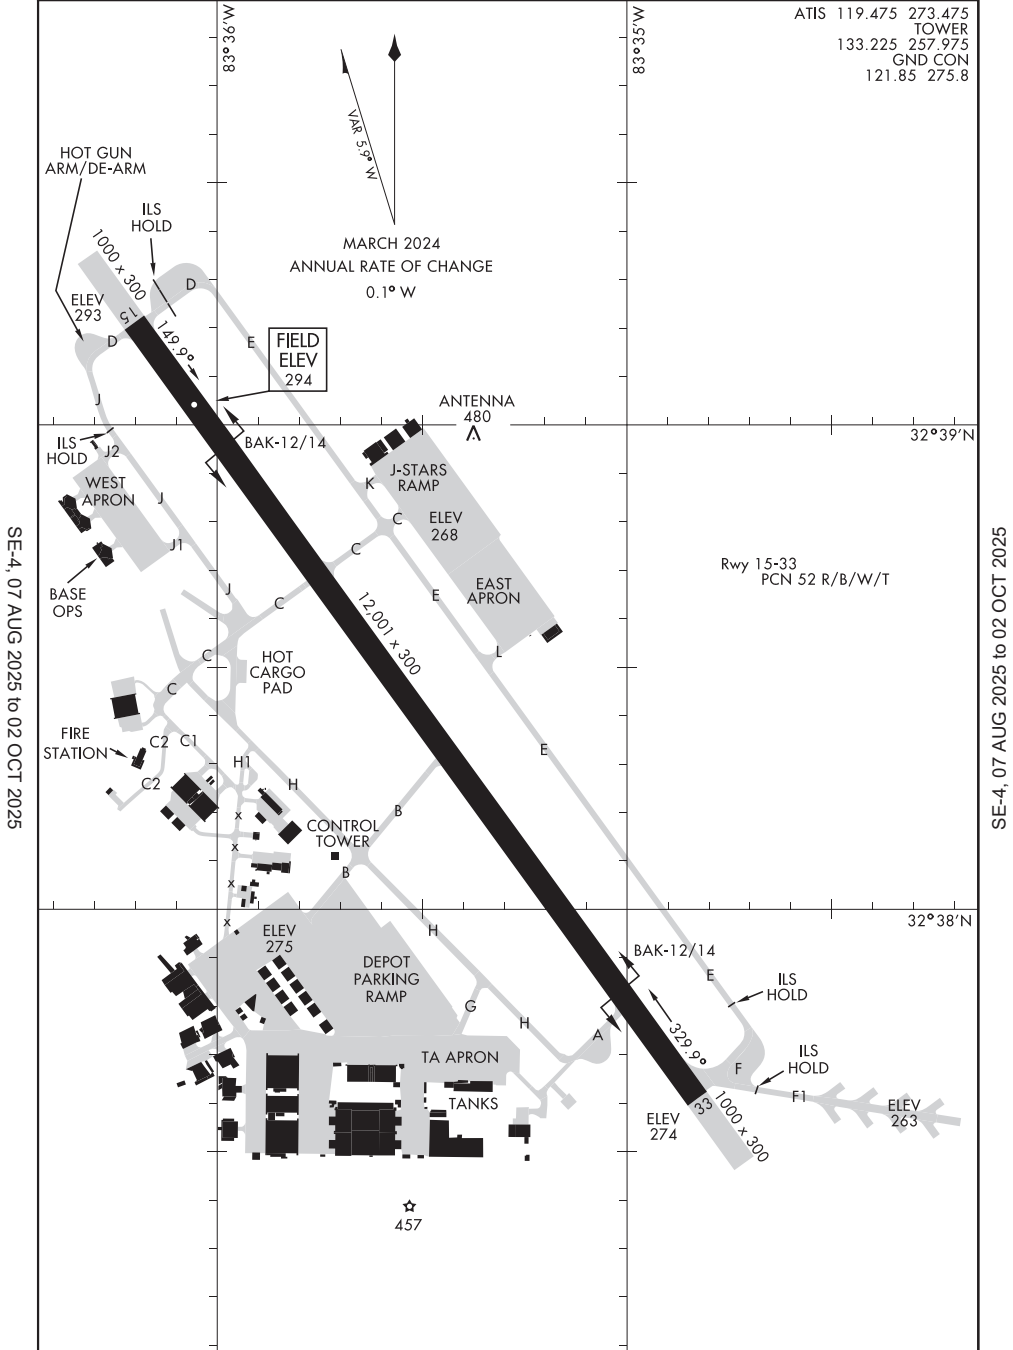 83°36'W
83°35'W
ATIS 119.475 273.475
TOWER
133.225 257.975
GND CON
121.85 275.8
VAR 5.9° W
HOT GUN
ARM/DE-ARM
ILS
HOLD
MARCH 2024
ANNUAL RATE OF CHANGE
0.1° W
1000 x 300
D
ELEV
293
15
149.9°
D
E
FIELD
ELEV
294
J
ANTENNA
480
32°39'N
BAK-12/14
ILS
HOLD
J2
J-STARS
RAMP
K
WEST
APRON
J
C
ELEV
268
J1
C
Rwy 15-33
PCN 52 R/B/W/T
BASE
OPS
J
C
E
EAST
APRON
12,001 x 300
L
C
HOT
CARGO
PAD
C
FIRE
STATION
C2
C1
E
H1
H
C2
B
x
CONTROL
TOWER
x
B
x
x
32°38'N
ELEV
275
H
BAK-12/14
DEPOT
PARKING
RAMP
E
ILS
HOLD
G
H
A
329.9°
TA APRON
ILS
HOLD
F
F1
TANKS
33
1000 x 300
ELEV
274
ELEV
263
457
SE-4, 07 AUG 2025 to 02 OCT 2025
SE-4, 07 AUG 2025 to 02 OCT 2025